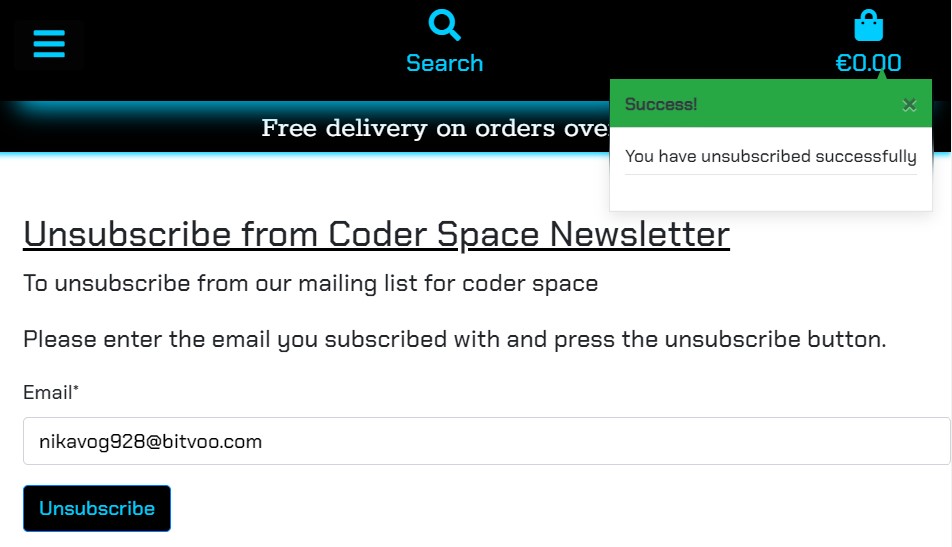 Search
€0.00
Success!
×
You have unsubscribed successfully
Free delivery on orders over
Unsubscribe from Coder Space Newsletter
To unsubscribe from our mailing list for coder space
Please enter the email you subscribed with and press the unsubscribe button.
Email*
nikavog928@bitvoo.com
Unsubscribe